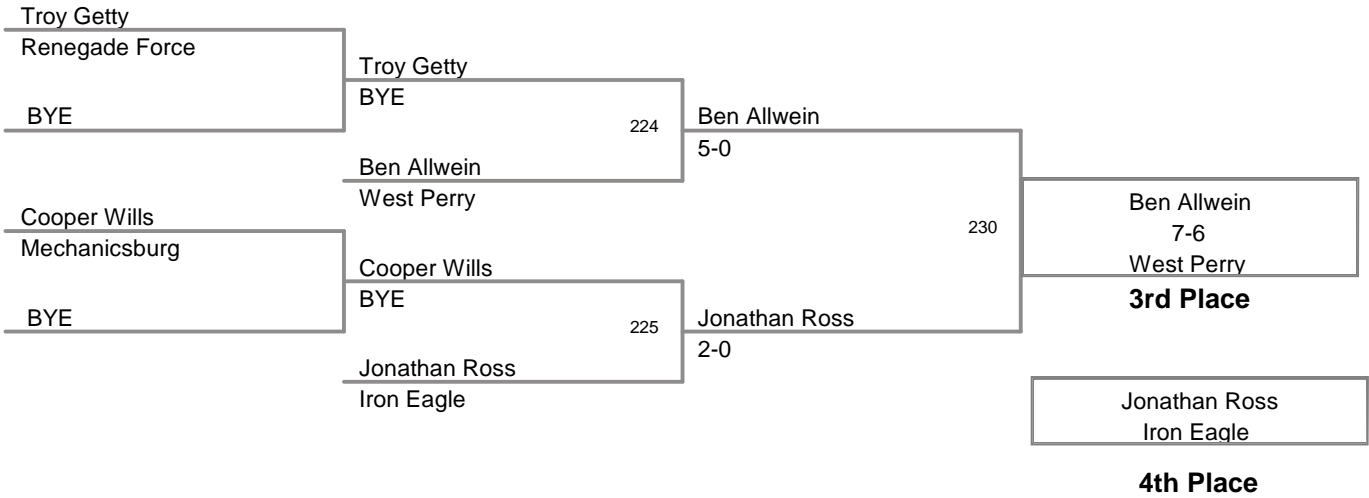 Troy Getty
Renegade Force
BYE
Cooper Wills
Mechanicsburg
BYE
Troy Getty
BYE
224
Ben Allwein
West Perry
Cooper Wills
BYE
225
Jonathan Ross
Iron Eagle
Ben Allwein
5-0
230
Jonathan Ross
2-0
Ben Allwein
7-6
West Perry
3rd Place
Jonathan Ross
Iron Eagle
4th Place